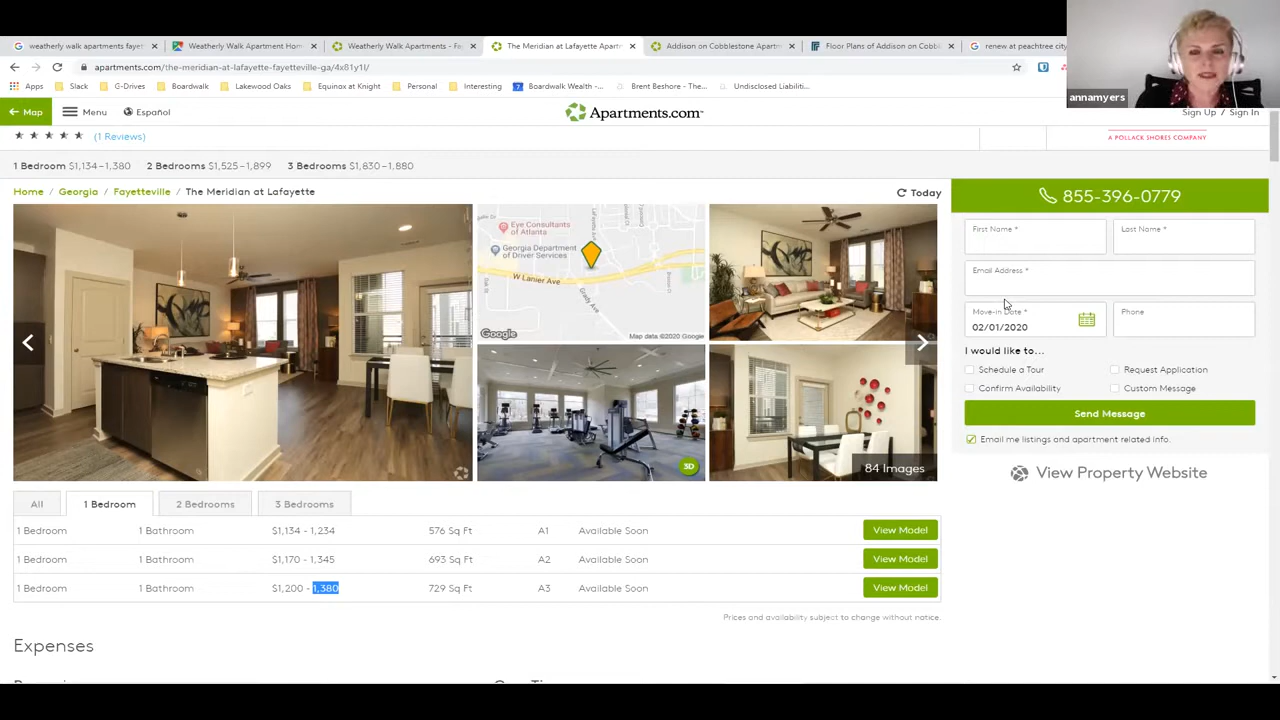 weatherly walk apartments fayet
Weatherly Walk Apartment Hom
Weatherly Walk Apartments - Fa
The Meridian at Lafayette Apartm
Addison on Cobblestone Apartm
Floor Plans of Addison on Cobbl
renew at peachtree city
apartments.com/the-meridian-at-lafayette-fayetteville-ga/4x81y1l/
Apps
Slack
G-Drives
Boardwalk
Lakewood Oaks
Equinox at Knight
Personal
Interesting
Boardwalk Wealth -...
Brent Beshore - The...
Undisclosed Liabiliti...
annamyers
Map
Menu
Español
Apartments.com
Sign Up / Sign In
(1 Reviews)
A POLLACK SHORES COMPANY
1 Bedroom $1,134–1,380 2 Bedrooms $1,525–1,899 3 Bedrooms $1,830–1,880
Home / Georgia / Fayetteville / The Meridian at Lafayette
Today
Eye Consultants of Atlanta
Georgia Department of Driver Services
W Lanier Ave
Grady Ave
Google
Map data ©2020 Google
3D
84 Images
855-396-0779
First Name *
Last Name *
Email Address *
Move-in Date *
02/01/2020
Phone
I would like to...
Schedule a Tour
Request Application
Confirm Availability
Custom Message
Send Message
Email me listings and apartment related info.
View Property Website
All
1 Bedroom
2 Bedrooms
3 Bedrooms
1 Bedroom 1 Bathroom $1,134 - 1,234 576 Sq Ft A1 Available Soon View Model
1 Bedroom 1 Bathroom $1,170 - 1,345 693 Sq Ft A2 Available Soon View Model
1 Bedroom 1 Bathroom $1,200 - 1,380 729 Sq Ft A3 Available Soon View Model
Prices and availability subject to change without notice.
Expenses